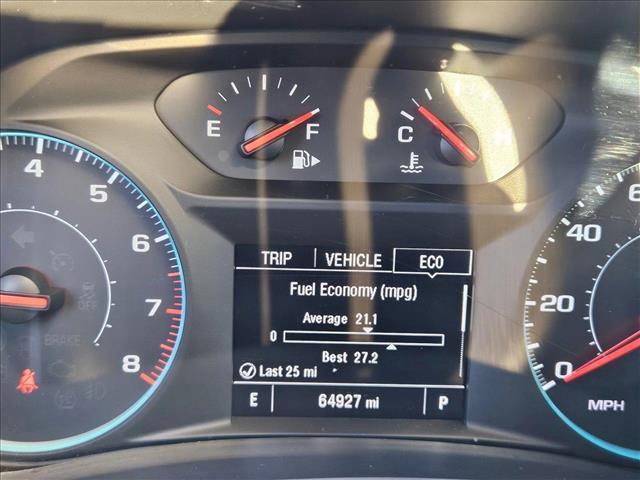 E F C H
4 5 6 7 8
BRAKE
TRIP VEHICLE ECO
Fuel Economy (mpg)
Average 21.1
0
Best 27.2
Last 25 mi
E 64927 mi P
6
40
20
0
MPH